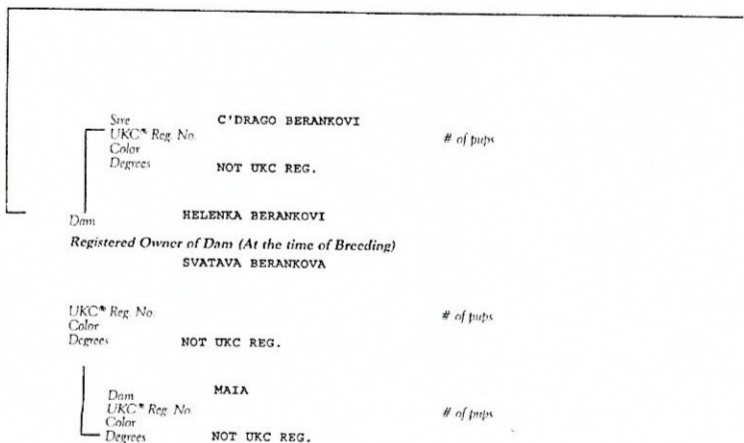 Sire C'DRAGO BERANKOVI
UKC* Reg. No. # of pups
Color
Degrees NOT UKC REG.
Dam HELENKA BERANKOVI
Registered Owner of Dam (At the time of Breeding)
SVATAVA BERANKOVA
UKC* Reg. No. # of pups
Color
Degrees NOT UKC REG.
Dam MAIA
UKC* Reg. No. # of pups
Color
Degrees NOT UKC REG.